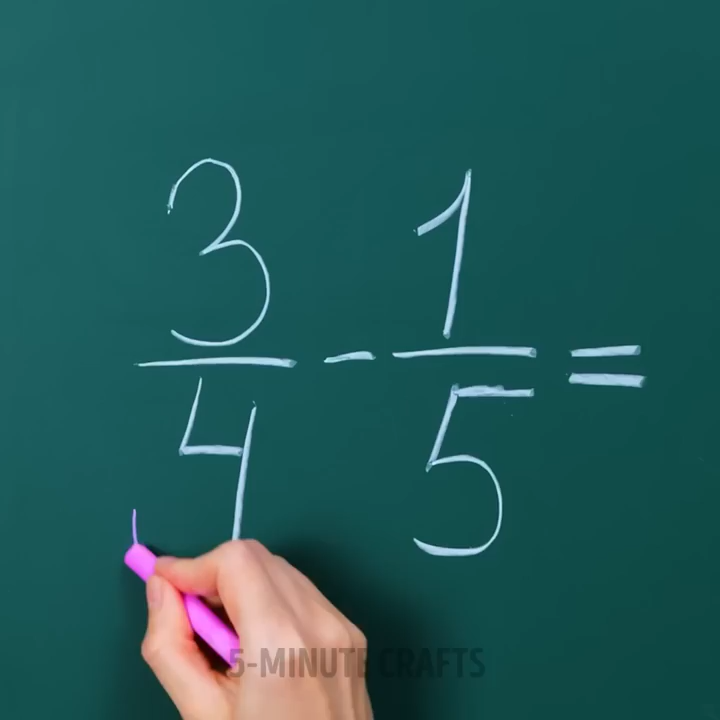 3/4 - 1/5 =
5-MINUTE CRAFTS